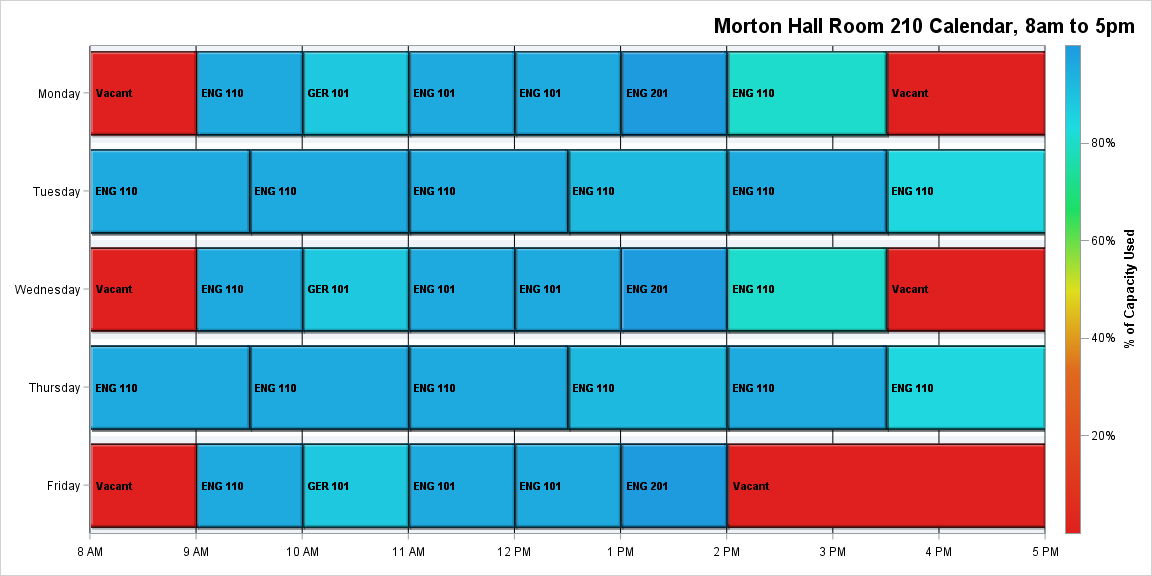 Morton Hall Room 210 Calendar, 8am to 5pm
Monday
Vacant
ENG 110
GER 101
ENG 101
ENG 101
ENG 201
ENG 110
Vacant
Tuesday
ENG 110
ENG 110
ENG 110
ENG 110
ENG 110
ENG 110
Wednesday
Vacant
ENG 110
GER 101
ENG 101
ENG 101
ENG 201
ENG 110
Vacant
Thursday
ENG 110
ENG 110
ENG 110
ENG 110
ENG 110
ENG 110
Friday
Vacant
ENG 110
GER 101
ENG 101
ENG 101
ENG 201
Vacant
8 AM
9 AM
10 AM
11 AM
12 PM
1 PM
2 PM
3 PM
4 PM
5 PM
80%
60%
40%
20%
% of Capacity Used